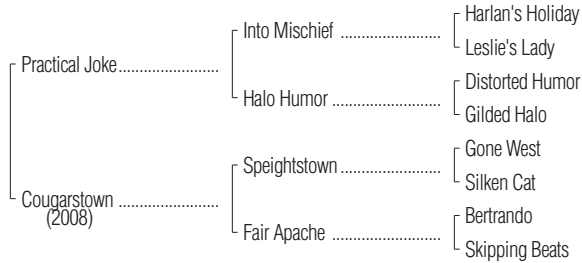 Harlan's Holiday
Into Mischief ......................
Leslie's Lady
Practical Joke......................
Distorted Humor
Halo Humor ........................
Gilded Halo
Gone West
Speightstown .....................
Silken Cat
Cougarstown ......................
(2008)
Bertrando
Fair Apache ........................
Skipping Beats